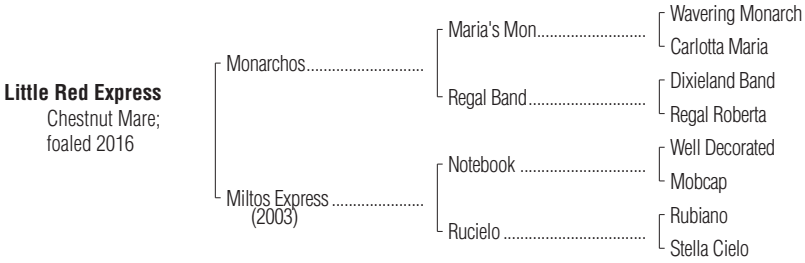 Wavering Monarch
Maria's Mon..........................
Carlotta Maria
Monarchos............................
Dixieland Band
Regal Band............................
Regal Roberta
Little Red Express
Chestnut Mare;
foaled 2016
Well Decorated
Notebook ..............................
Mobcap
Miltos Express ......................
(2003)
Rubiano
Rucielo ..................................
Stella Cielo